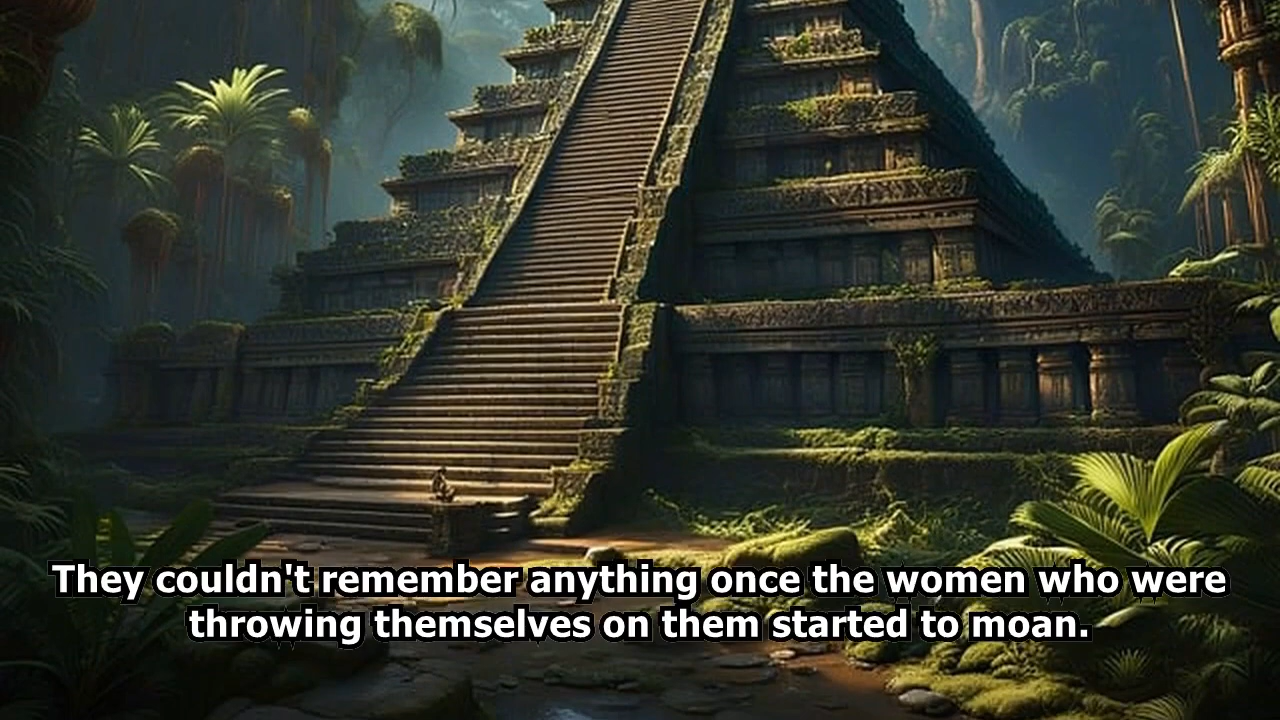 They couldn't remember anything once the women who were
throwing themselves on them started to moan.